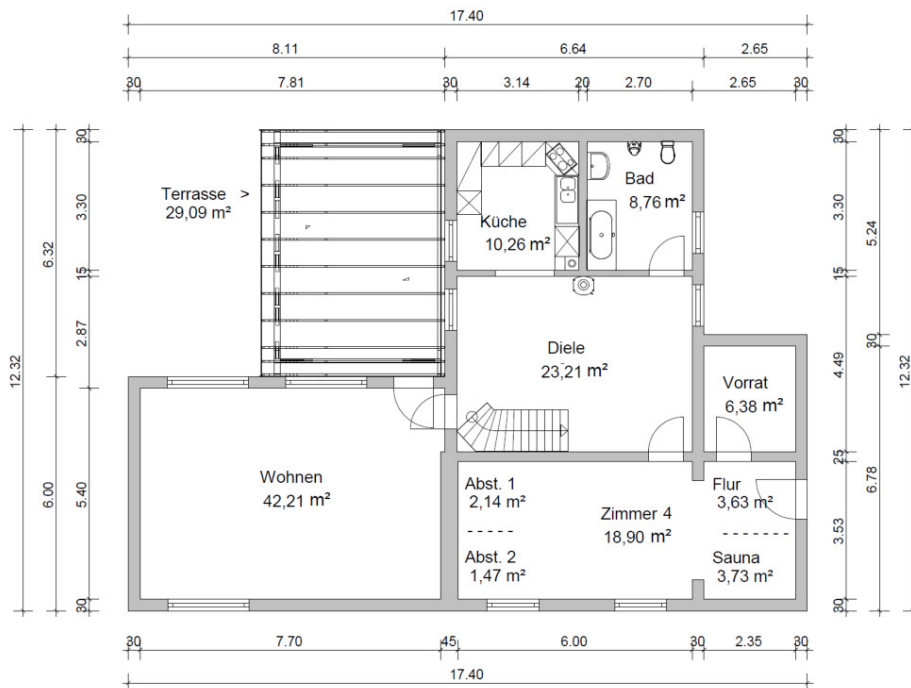 17.40
8.11 6.64 2.65
30 7.81 30 3.14 20 2.70 2.65 30
30 30
Terrasse >
29,09 m²
Bad
8,76 m²
Küche
10,26 m²
3.30 3.30
6.32 5.24
15 15
2.87
12.32 12.32
Diele
23,21 m²
4.49
30
Vorrat
6,38 m²
30
Wohnen
42,21 m²
6.00 5.40
25
6.78
Abst. 1
2,14 m²
Zimmer 4
18,90 m²
Flur
3,63 m²
3.53
Abst. 2
1,47 m²
Sauna
3,73 m²
30 30
30 7.70 45 6.00 30 2.35 30
17.40